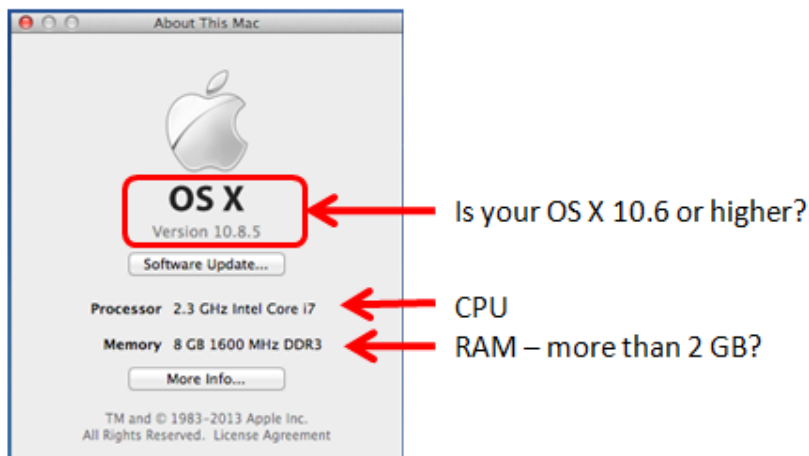 About This Mac
OS X
Version 10.8.5
Is your OS X 10.6 or higher?
Software Update...
Processor 2.3 GHz Intel Core i7
CPU
Memory 8 GB 1600 MHz DDR3
RAM – more than 2 GB?
More Info...
TM and © 1983–2013 Apple Inc.
All Rights Reserved. License Agreement